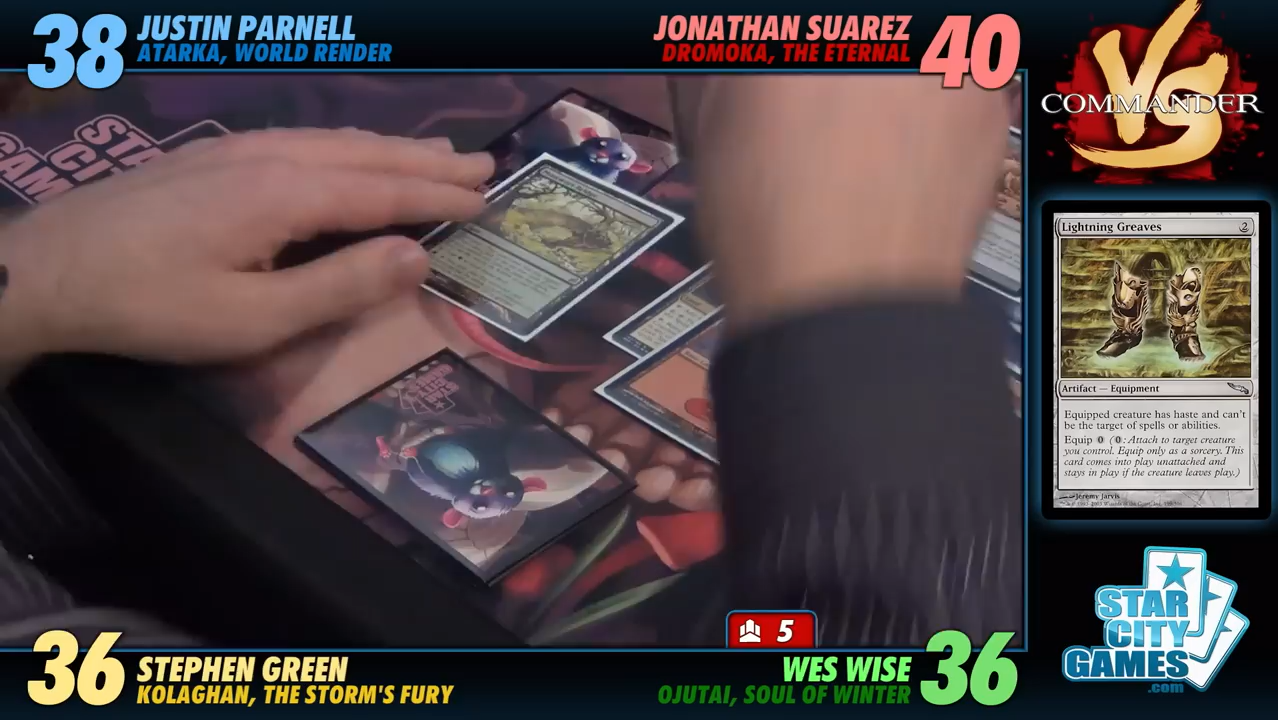 38 JUSTIN PARNELL
ATARKA, WORLD RENDER
JONATHAN SUAREZ 40
DROMOKA, THE ETERNAL
VS
COMMANDER
STAR
CITY
GAM
Lightning Greaves 2
Artifact — Equipment
Equipped creature has haste and can't
be the target of spells or abilities.
Equip 0 (0: Attach to target creature
you control. Equip only as a sorcery. This
card comes into play unattached and
stays in play if the creature leaves play.)
Jeremy Jarvis
5
36 STEPHEN GREEN
KOLAGHAN, THE STORM'S FURY
WES WISE 36
OJUTAI, SOUL OF WINTER
STAR
CITY
GAMES
.com